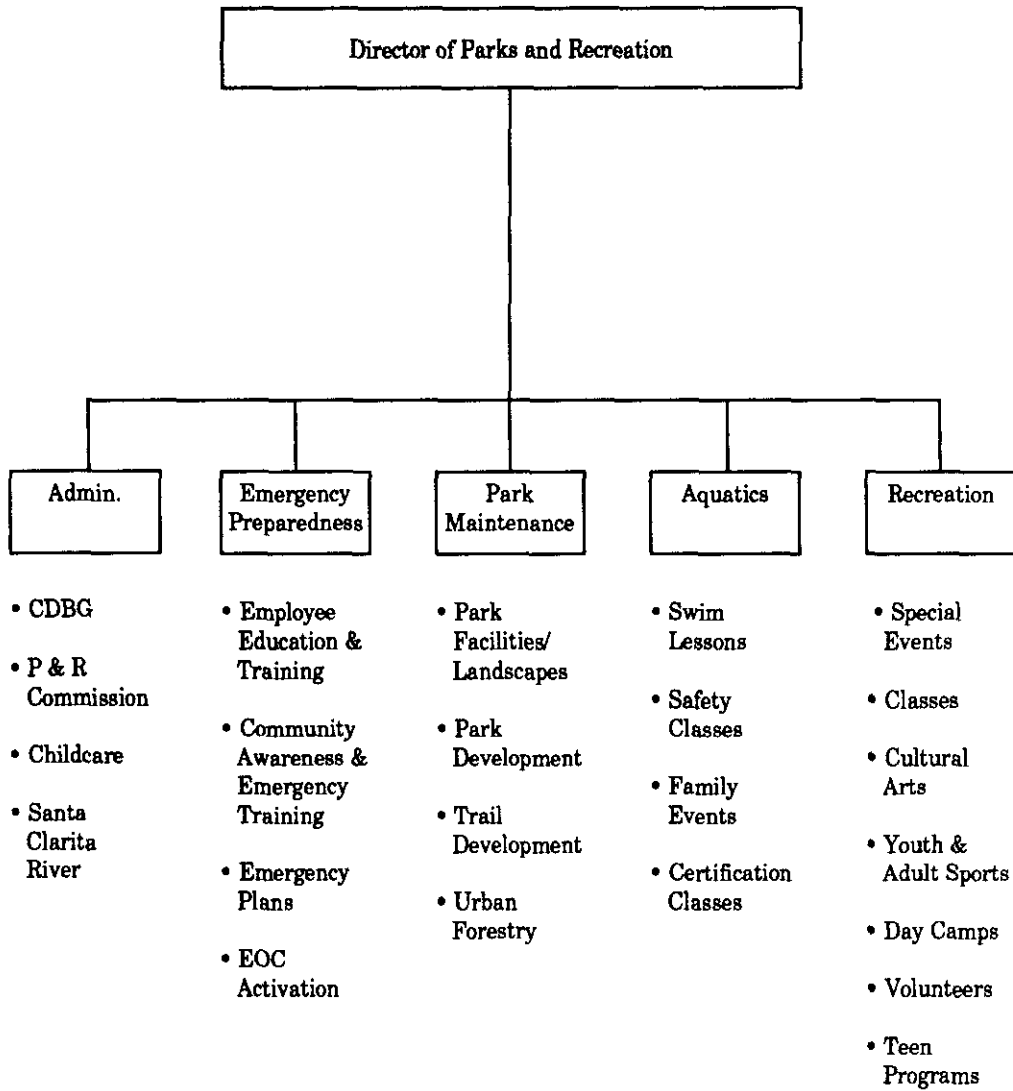 Director of Parks and Recreation
Admin.
Emergency
Preparedness
Park
Maintenance
Aquatics
Recreation
• CDBG
• P & R
Commission
• Childcare
• Santa
Clarita
River
• Employee
Education &
Training
• Community
Awareness &
Emergency
Training
• Emergency
Plans
• EOC
Activation
• Park
Facilities/
Landscapes
• Park
Development
• Trail
Development
• Urban
Forestry
• Swim
Lessons
• Safety
Classes
• Family
Events
• Certification
Classes
• Special
Events
• Classes
• Cultural
Arts
• Youth &
Adult Sports
• Day Camps
• Volunteers
• Teen
Programs